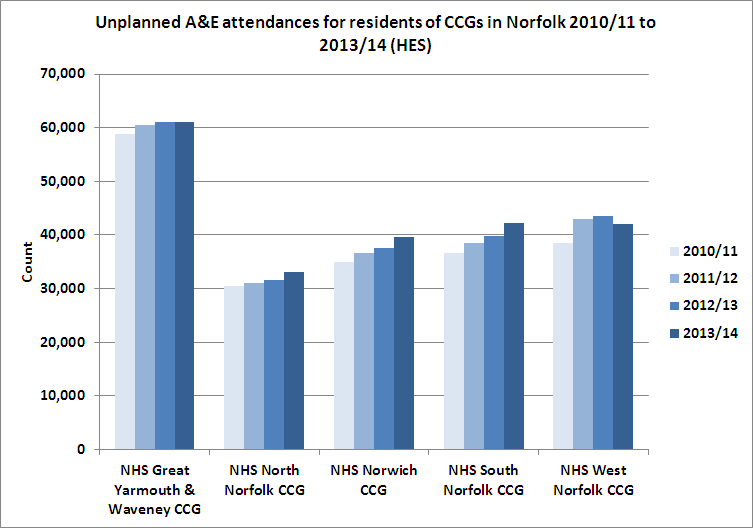 Unplanned A&E attendances for residents of CCGs in Norfolk 2010/11 to
2013/14 (HES)
70,000
60,000
50,000
40,000
30,000
20,000
10,000
0
Count
NHS Great
Yarmouth &
Waveney CCG
NHS North
Norfolk CCG
NHS Norwich
CCG
NHS South
Norfolk CCG
NHS West
Norfolk CCG
2010/11
2011/12
2012/13
2013/14